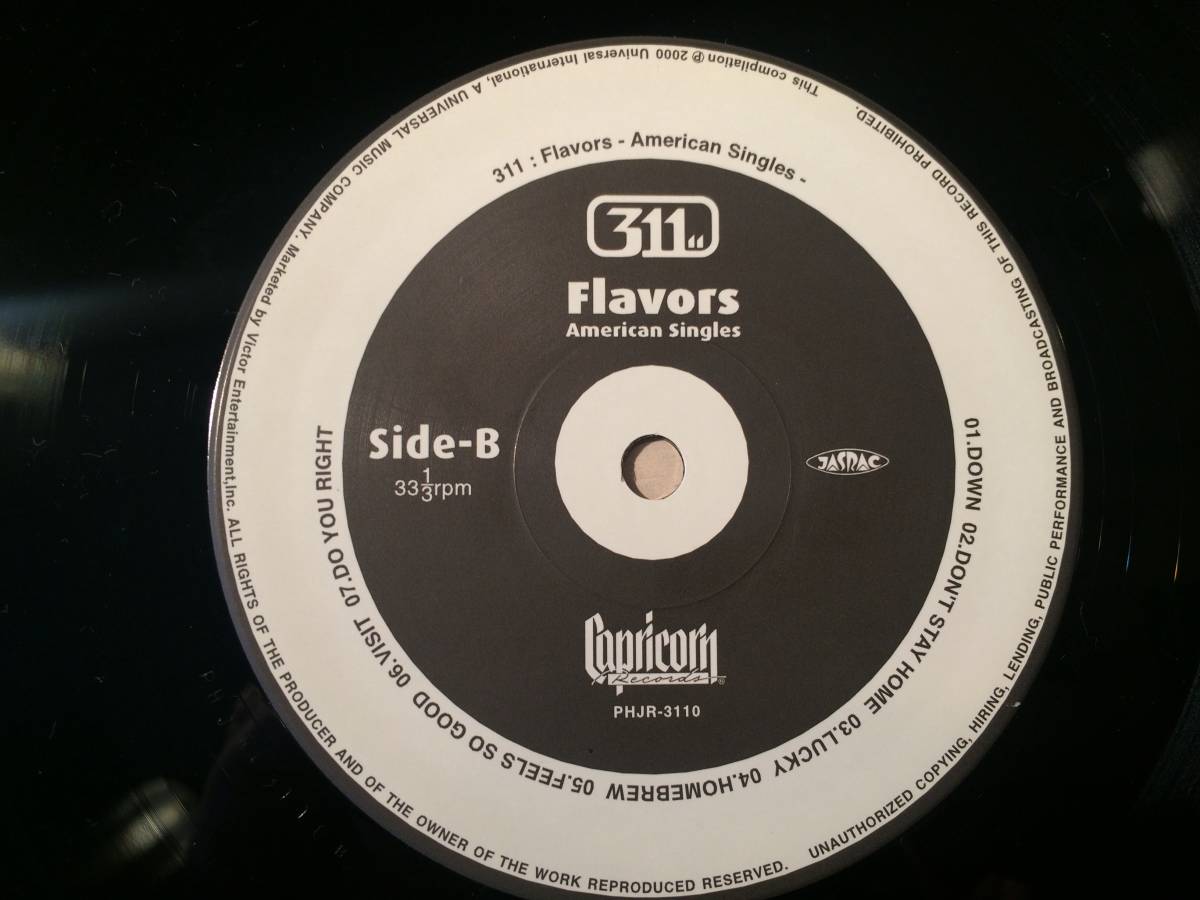 311 : Flavors - American Singles -
311
Flavors
American Singles
Side-B
33 1/3 rpm
JASRAC
Capricorn
Records®
PHJR-3110
01.DOWN 02.DON'T STAY HOME 03.LUCKY 04.HOMEBREW 05.FEELS SO GOOD 06.VISIT 07.DO YOU RIGHT
This compilation ℗ 2000 Universal International, A UNIVERSAL MUSIC COMPANY. Marketed by Victor Entertainment,Inc. ALL RIGHTS OF THE PRODUCER AND OF THE OWNER OF THE WORK REPRODUCED RESERVED. UNAUTHORIZED COPYING, HIRING, LENDING, PUBLIC PERFORMANCE AND BROADCASTING OF THIS RECORD PROHIBITED.